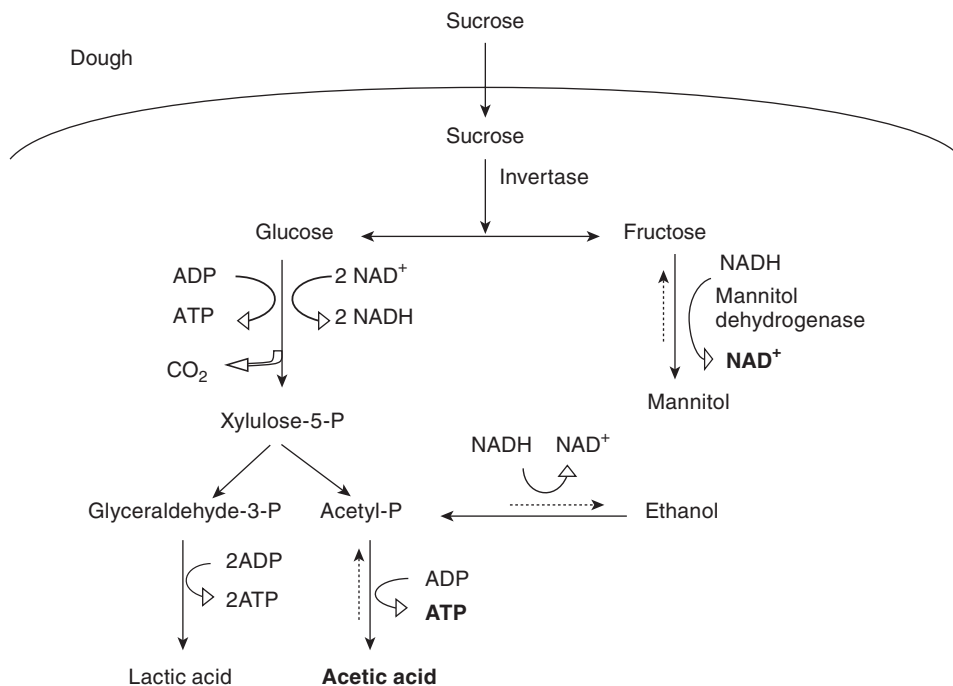 Sucrose
Dough
Sucrose
Invertase
Glucose
Fructose
ADP
2 NAD⁺
ATP
2 NADH
CO₂
NADH
Mannitol
dehydrogenase
NAD⁺
Mannitol
Xylulose-5-P
NADH NAD⁺
Glyceraldehyde-3-P
Acetyl-P
Ethanol
2ADP
2ATP
ADP
ATP
Lactic acid
Acetic acid